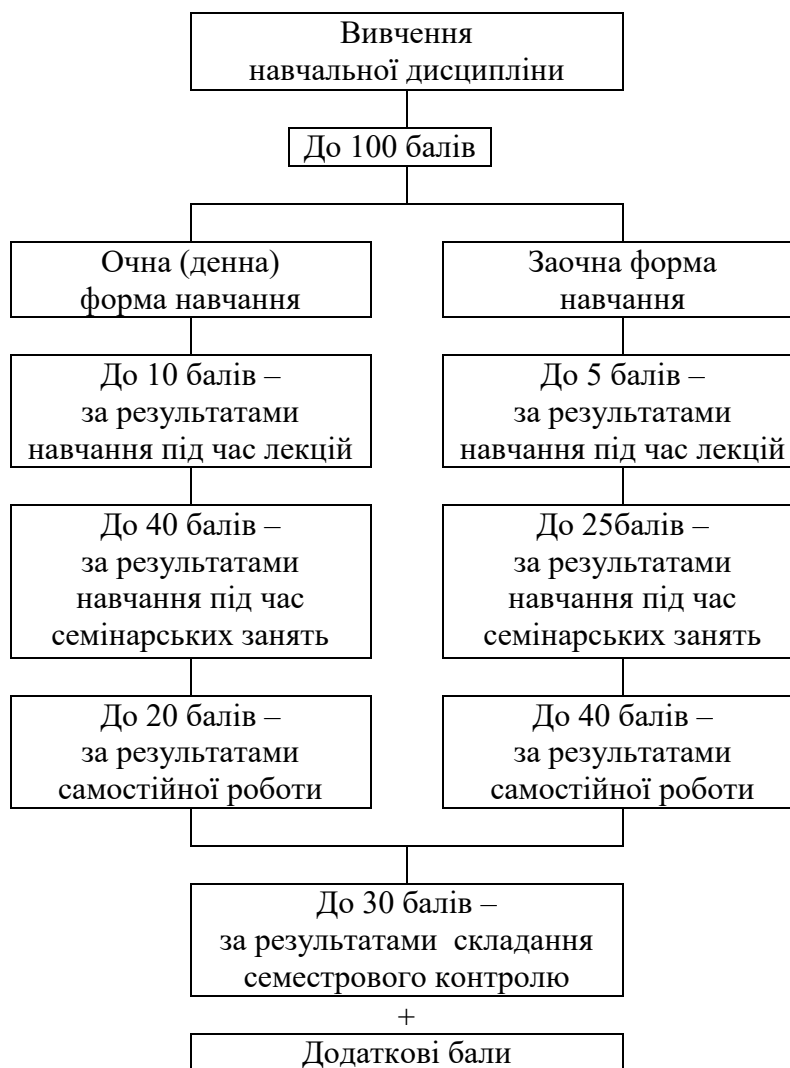 Вивчення
навчальної дисципліни
До 100 балів
Очна (денна)
форма навчання
Заочна форма
навчання
До 10 балів –
за результатами
навчання під час лекцій
До 5 балів –
за результатами
навчання під час лекцій
До 40 балів –
за результатами
навчання під час
семінарських занять
До 25балів –
за результатами
навчання під час
семінарських занять
До 20 балів –
за результатами
самостійної роботи
До 40 балів –
за результатами
самостійної роботи
До 30 балів –
за результатами складання
семестрового контролю
+
Додаткові бали